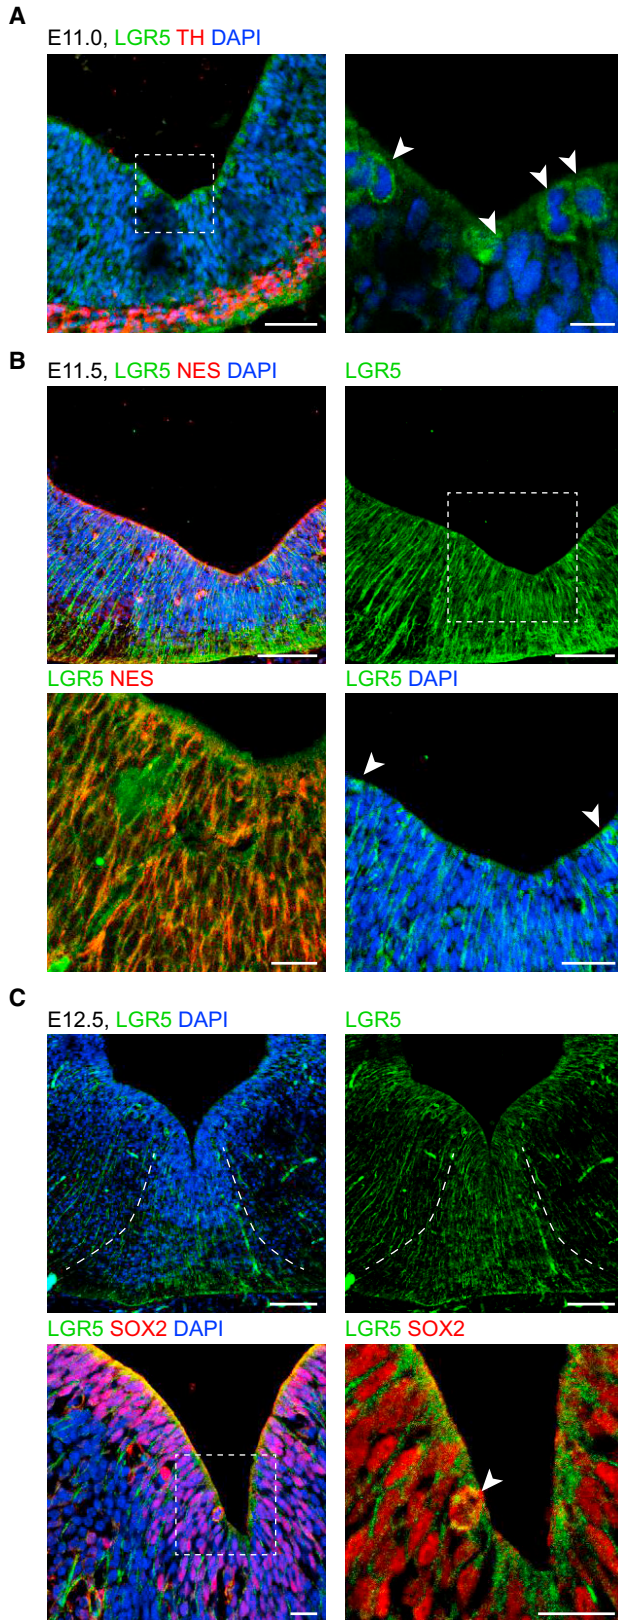 A
E11.0, LGR5 TH DAPI
B
E11.5, LGR5 NES DAPI
LGR5
LGR5 NES
LGR5 DAPI
C
E12.5, LGR5 DAPI
LGR5
LGR5 SOX2 DAPI
LGR5 SOX2